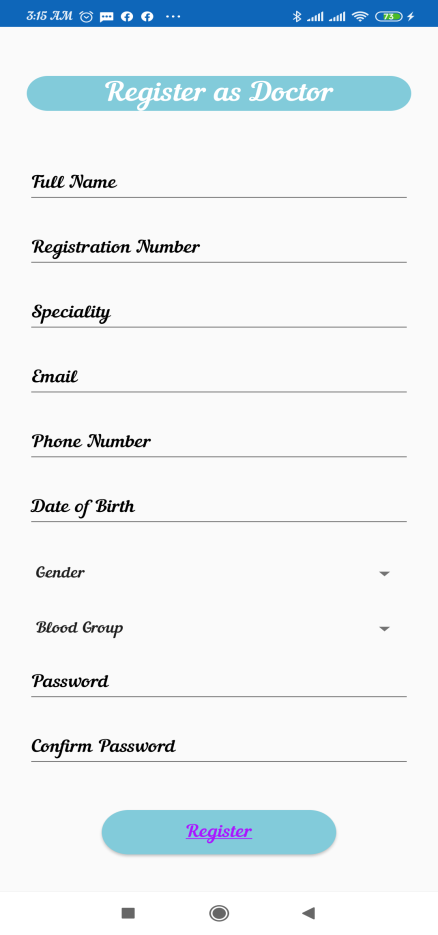 3:15 AM 73
Register as Doctor
Full Name
Registration Number
Speciality
Email
Phone Number
Date of Birth
Gender
Blood Group
Password
Confirm Password
Register